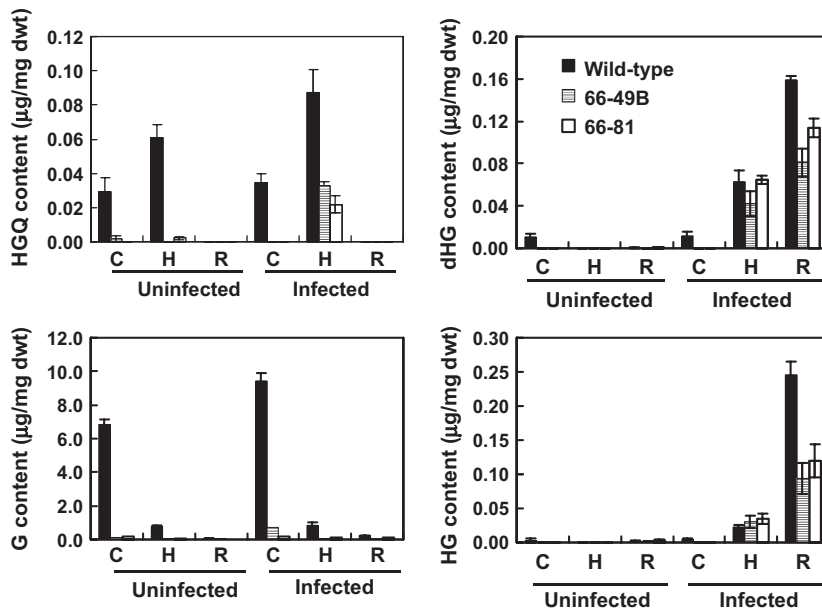 HGQ content (µg/mg dwt)
0.12
0.10
0.08
0.06
0.04
0.02
0.00
C H R C H R
Uninfected Infected
dHG content (µg/mg dwt)
0.20
0.16
0.12
0.08
0.04
0.00
Wild-type
66-49B
66-81
C H R C H R
Uninfected Infected
G content (µg/mg dwt)
12.0
10.0
8.0
6.0
4.0
2.0
0.0
C H R C H R
Uninfected Infected
HG content (µg/mg dwt)
0.30
0.25
0.20
0.15
0.10
0.05
0.00
C H R C H R
Uninfected Infected